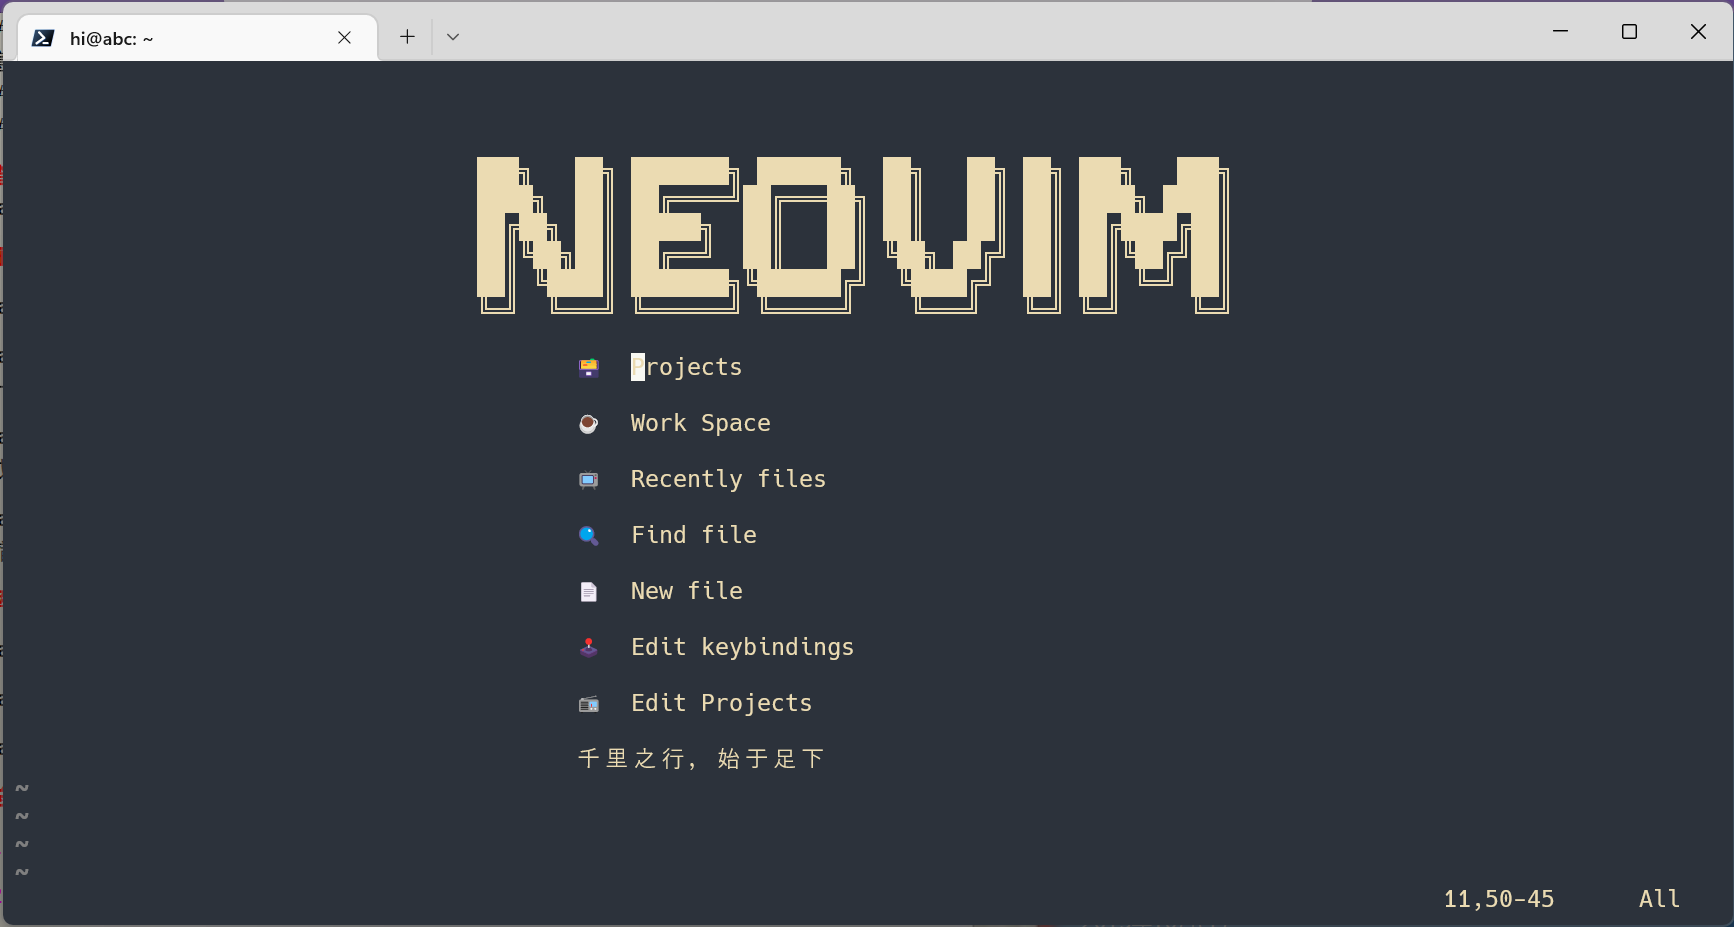 hi@abc: ~
NEOVIM
Projects
Work Space
Recently files
Find file
New file
Edit keybindings
Edit Projects
千里之行，始于足下
~
~
~
~
11,50-45 All